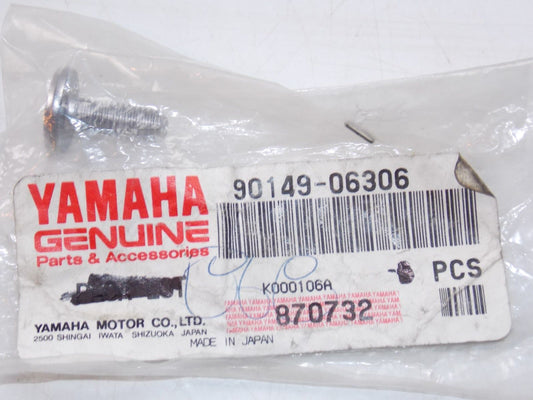 YAMAHA
GENUINE
Parts & Accessories
90149-06306
PCS
K000106A
870732
YAMAHA MOTOR CO.,LTD.
2500 SHINGAI IWATA SHIZUOKA JAPAN
MADE IN JAPAN